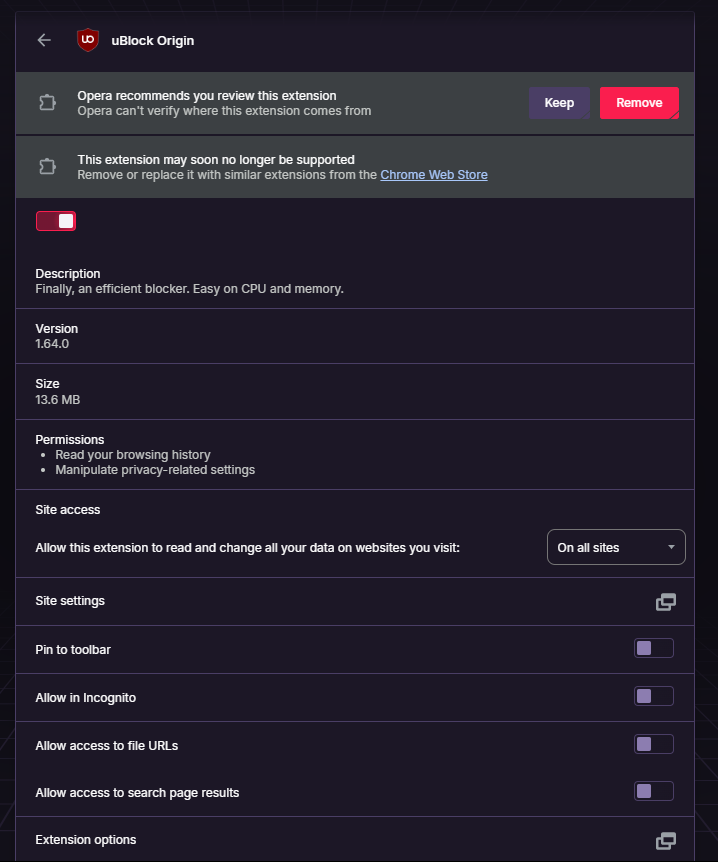 uBlock Origin
Opera recommends you review this extension
Opera can't verify where this extension comes from
Keep
Remove
This extension may soon no longer be supported
Remove or replace it with similar extensions from the Chrome Web Store
Description
Finally, an efficient blocker. Easy on CPU and memory.
Version
1.64.0
Size
13.6 MB
Permissions
• Read your browsing history
• Manipulate privacy-related settings
Site access
Allow this extension to read and change all your data on websites you visit:
On all sites
Site settings
Pin to toolbar
Allow in Incognito
Allow access to file URLs
Allow access to search page results
Extension options